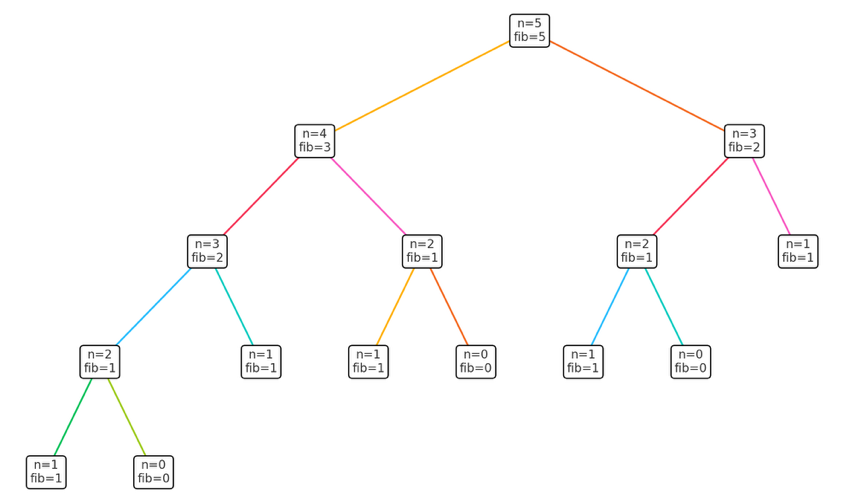 n=5
fib=5
n=4
fib=3
n=3
fib=2
n=3
fib=2
n=2
fib=1
n=2
fib=1
n=1
fib=1
n=2
fib=1
n=1
fib=1
n=1
fib=1
n=0
fib=0
n=1
fib=1
n=0
fib=0
n=1
fib=1
n=0
fib=0